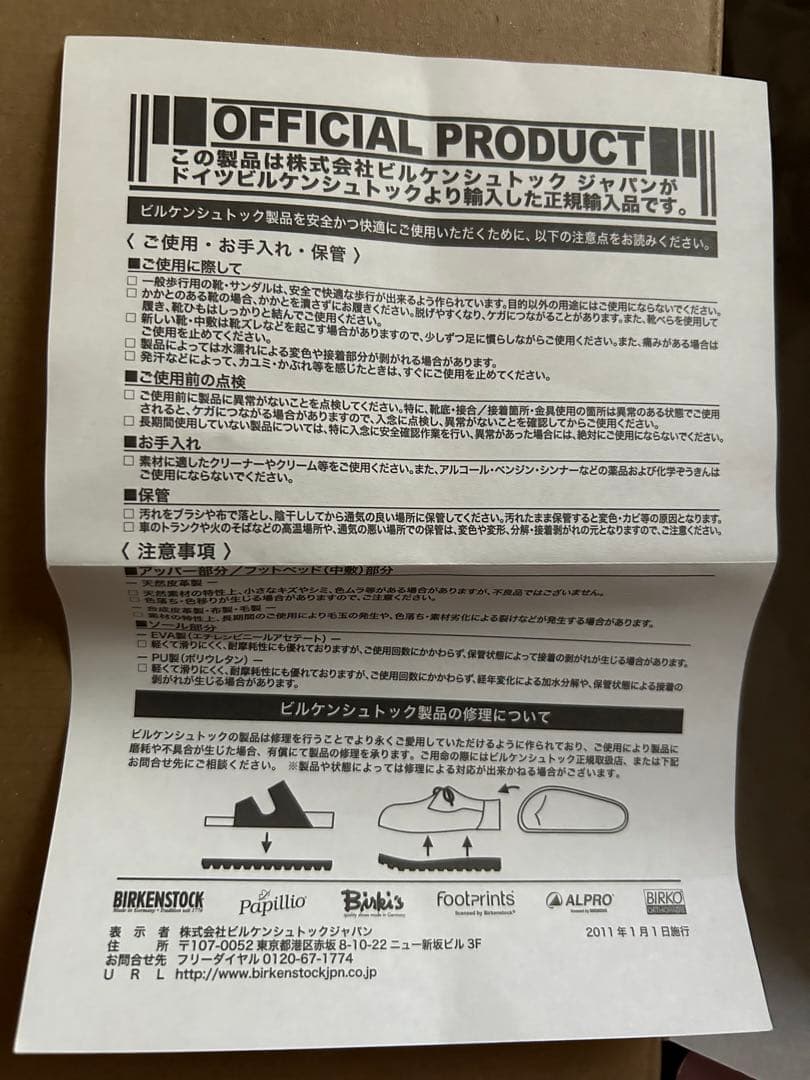 OFFICIAL PRODUCT
この製品は株式会社ビルケンシュトック ジャパンが
ドイツビルケンシュトックより輸入した正規輸入品です。
ビルケンシュトック製品を安全かつ快適にご使用いただくために、以下の注意点をお読みください。
〈 ご使用・お手入れ・保管 〉
■ご使用に際して
□ 一般歩行用の靴・サンダルは、安全で快適な歩行が出来るよう作られています。目的以外の用途にはご使用にならないでください。
□ かかとのある靴の場合、かかとを潰さずにお履きください。脱げやすくなり、ケガにつながることがあります。また、靴べらを使用して
履き、靴ひもはしっかりと結んでご使用ください。
□ 新しい靴・中敷は靴ズレなどを起こす場合がありますので、少しずつ足に慣らしながらご使用ください。また、痛みがある場合は
ご使用を止めてください。
□ 製品によっては水濡れによる変色や接着部分が剥がれる場合があります。
□ 発汗などによって、カユミ・かぶれ等を感じたときは、すぐにご使用を止めてください。
■ご使用前の点検
□ ご使用前に製品に異常がないことを点検してください。特に、靴底・接合／接着箇所・金具使用の箇所は異常のある状態でご使用
されると、ケガにつながる場合がありますので、入念に点検し、異常がないことを確認してからご使用ください。
□ 長期間使用していない製品については、特に入念に安全確認作業を行い、異常があった場合には、絶対にご使用にならないでください。
■お手入れ
□ 素材に適したクリーナーやクリーム等をご使用ください。また、アルコール・ベンジン・シンナーなどの薬品および化学ぞうきんは
ご使用にならないでください。
■保管
□ 汚れをブラシや布で落とし、陰干ししてから通気の良い場所に保管してください。汚れたまま保管すると変色・カビ等の原因となります。
□ 車のトランクや火のそばなどの高温場所や、通気の悪い場所での保管は、変色や変形、分解・接着剥がれの元となりますので、ご注意ください。
〈 注意事項 〉
■アッパー部分／フットベッド（中敷）部分
― 天然皮革製 ―
□ 天然素材の特性上、小さなキズやシミ、色ムラ等がある場合がありますが、不良品ではございません。
□ 色落ち・色移りが生じる場合がありますので、ご注意ください。
― 合成皮革製・布製・毛製 ―
□ 素材の特性上、長期間のご使用により毛玉の発生や、色落ち・素材劣化による裂けなどが発生する場合があります。
■ソール部分
― EVA製（エチレンビニールアセテート） ―
□ 軽くて滑りにくく、耐摩耗性にも優れておりますが、ご使用回数にかかわらず、保管状態によって接着の剥がれが生じる場合があります。
― PU製（ポリウレタン） ―
□ 軽くて滑りにくく、耐摩耗性にも優れておりますが、ご使用回数にかかわらず、経年変化による加水分解や、保管状態による接着の
剥がれが生じる場合があります。
ビルケンシュトック製品の修理について
ビルケンシュトックの製品は修理を行うことでより永くご愛用していただけるように作られており、ご使用により製品に
磨耗や不具合が生じた場合、有償にて製品の修理を承ります。ご用命の際にはビルケンシュトック正規取扱店、または下記
お問合せ先にご相談ください。 ※製品や状態によっては修理による対応が出来かねる場合がございます。
BIRKENSTOCK Papillio Birki's footprints ALPRO BIRKO
Made in Germany • Tradition seit 1774 quality shoes made in Germany licensed by Birkenstock
表 示 者 株式会社ビルケンシュトックジャパン 2011年1月1日施行
住 所 〒107-0052 東京都港区赤坂 8-10-22 ニュー新坂ビル 3F
お問合せ先 フリーダイヤル 0120-67-1774
U R L http://www.birkenstockjpn.co.jp